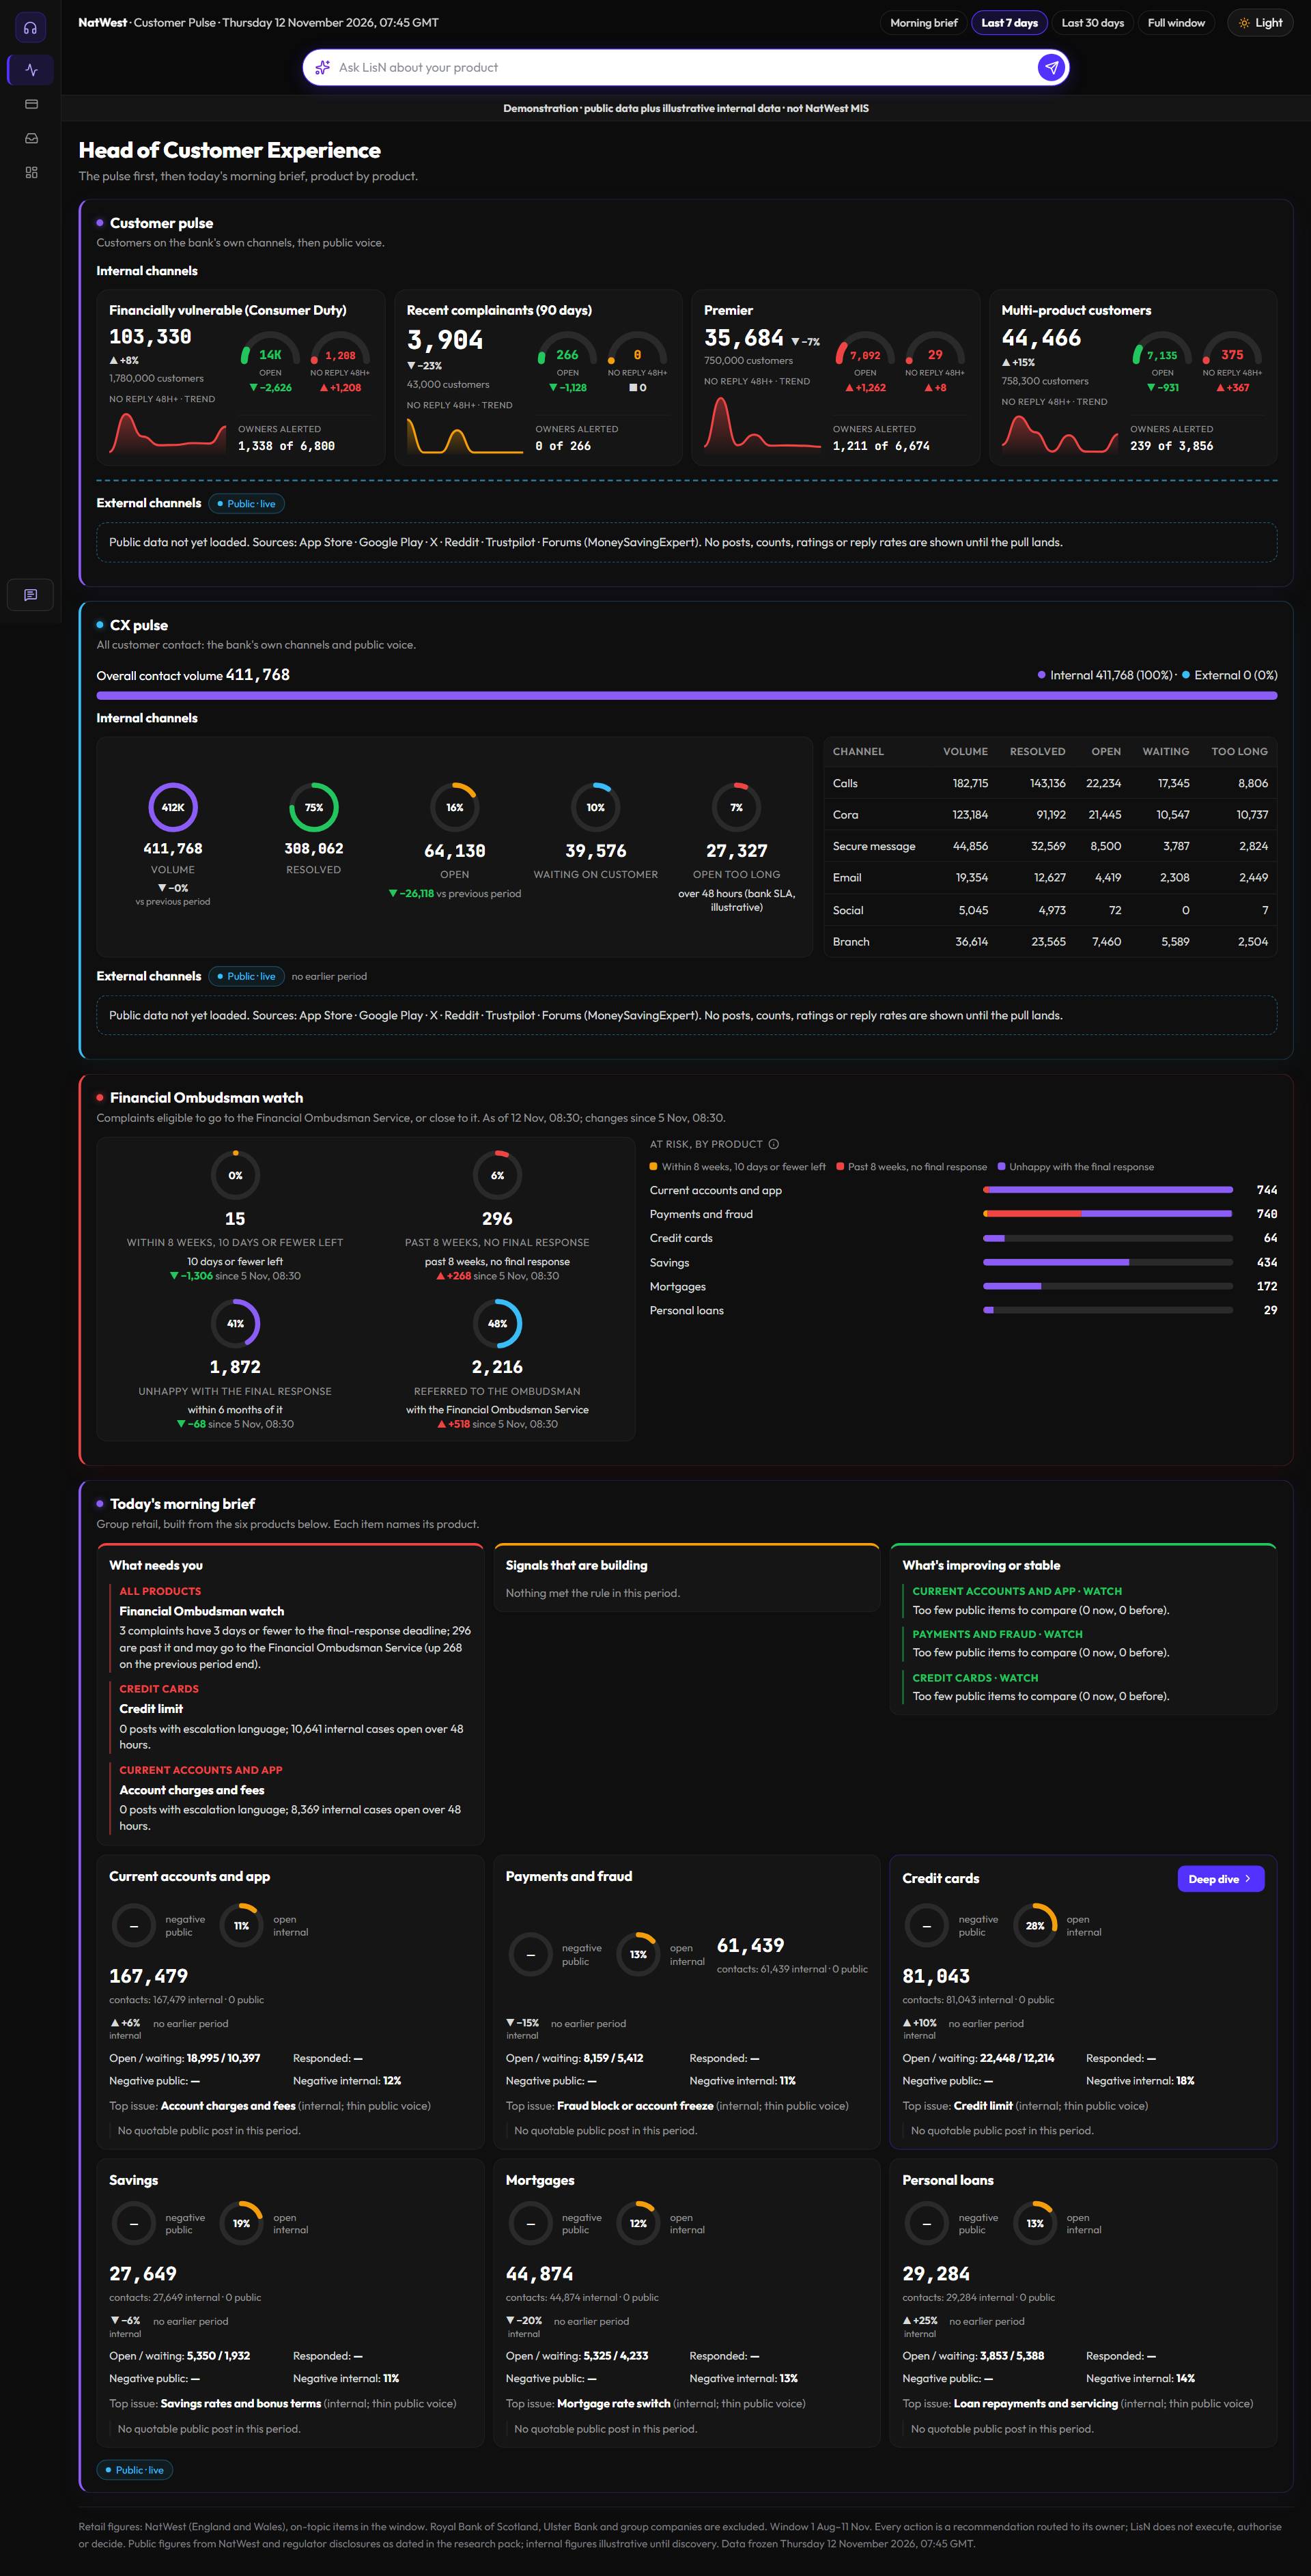 NatWest · Customer Pulse · Thursday 12 November 2026, 07:45 GMT
Morning brief
Last 7 days
Last 30 days
Full window
Light
Ask LisN about your product
Demonstration · public data plus illustrative internal data · not NatWest MIS
Head of Customer Experience
The pulse first, then today's morning brief, product by product.
Customer pulse
Customers on the bank's own channels, then public voice.
Internal channels
Financially vulnerable (Consumer Duty)
103,330
▲ +8%
1,780,000 customers
NO REPLY 48H+ · TREND
14K
OPEN
▼ −2,626
1,208
NO REPLY 48H+
▲ +1,208
OWNERS ALERTED
1,338 of 6,800
Recent complainants (90 days)
3,904
▼ −23%
43,000 customers
NO REPLY 48H+ · TREND
266
OPEN
▼ −1,128
0
NO REPLY 48H+
■ 0
OWNERS ALERTED
0 of 266
Premier
35,684 ▼ −7%
750,000 customers
NO REPLY 48H+ · TREND
7,092
OPEN
▲ +1,262
29
NO REPLY 48H+
▲ +8
OWNERS ALERTED
1,211 of 6,674
Multi-product customers
44,466
▲ +15%
758,300 customers
NO REPLY 48H+ · TREND
7,135
OPEN
▼ −931
375
NO REPLY 48H+
▲ +367
OWNERS ALERTED
239 of 3,856
External channels
Public · live
Public data not yet loaded. Sources: App Store · Google Play · X · Reddit · Trustpilot · Forums (MoneySavingExpert). No posts, counts, ratings or reply rates are shown until the pull lands.
CX pulse
All customer contact: the bank's own channels and public voice.
Overall contact volume 411,768
Internal 411,768 (100%) · External 0 (0%)
Internal channels
412K
411,768
VOLUME
▼ −0%
vs previous period
75%
308,062
RESOLVED
16%
64,130
OPEN
▼ −26,118 vs previous period
10%
39,576
WAITING ON CUSTOMER
7%
27,327
OPEN TOO LONG
over 48 hours (bank SLA,
illustrative)
CHANNEL VOLUME RESOLVED OPEN WAITING TOO LONG
Calls 182,715 143,136 22,234 17,345 8,806
Cora 123,184 91,192 21,445 10,547 10,737
Secure message 44,856 32,569 8,500 3,787 2,824
Email 19,354 12,627 4,419 2,308 2,449
Social 5,045 4,973 72 0 7
Branch 36,614 23,565 7,460 5,589 2,504
External channels
Public · live
no earlier period
Public data not yet loaded. Sources: App Store · Google Play · X · Reddit · Trustpilot · Forums (MoneySavingExpert). No posts, counts, ratings or reply rates are shown until the pull lands.
Financial Ombudsman watch
Complaints eligible to go to the Financial Ombudsman Service, or close to it. As of 12 Nov, 08:30; changes since 5 Nov, 08:30.
0%
15
WITHIN 8 WEEKS, 10 DAYS OR FEWER LEFT
10 days or fewer left
▼ −1,306 since 5 Nov, 08:30
6%
296
PAST 8 WEEKS, NO FINAL RESPONSE
past 8 weeks, no final response
▲ +268 since 5 Nov, 08:30
41%
1,872
UNHAPPY WITH THE FINAL RESPONSE
within 6 months of it
▼ −68 since 5 Nov, 08:30
48%
2,216
REFERRED TO THE OMBUDSMAN
with the Financial Ombudsman Service
▲ +518 since 5 Nov, 08:30
AT RISK, BY PRODUCT
Within 8 weeks, 10 days or fewer left
Past 8 weeks, no final response
Unhappy with the final response
Current accounts and app 744
Payments and fraud 740
Credit cards 64
Savings 434
Mortgages 172
Personal loans 29
Today's morning brief
Group retail, built from the six products below. Each item names its product.
What needs you
ALL PRODUCTS
Financial Ombudsman watch
3 complaints have 3 days or fewer to the final-response deadline; 296
are past it and may go to the Financial Ombudsman Service (up 268
on the previous period end).
CREDIT CARDS
Credit limit
0 posts with escalation language; 10,641 internal cases open over 48
hours.
CURRENT ACCOUNTS AND APP
Account charges and fees
0 posts with escalation language; 8,369 internal cases open over 48
hours.
Signals that are building
Nothing met the rule in this period.
What's improving or stable
CURRENT ACCOUNTS AND APP · WATCH
Too few public items to compare (0 now, 0 before).
PAYMENTS AND FRAUD · WATCH
Too few public items to compare (0 now, 0 before).
CREDIT CARDS · WATCH
Too few public items to compare (0 now, 0 before).
Current accounts and app
–
negative
public
11%
open
internal
167,479
contacts: 167,479 internal · 0 public
▲ +6%
internal
no earlier period
Open / waiting: 18,995 / 10,397
Responded: –
Negative public: –
Negative internal: 12%
Top issue: Account charges and fees (internal; thin public voice)
No quotable public post in this period.
Payments and fraud
–
negative
public
13%
open
internal
61,439
contacts: 61,439 internal · 0 public
▼ −15%
internal
no earlier period
Open / waiting: 8,159 / 5,412
Responded: –
Negative public: –
Negative internal: 11%
Top issue: Fraud block or account freeze (internal; thin public voice)
No quotable public post in this period.
Credit cards
Deep dive
–
negative
public
28%
open
internal
81,043
contacts: 81,043 internal · 0 public
▲ +10%
internal
no earlier period
Open / waiting: 22,448 / 12,214
Responded: –
Negative public: –
Negative internal: 18%
Top issue: Credit limit (internal; thin public voice)
No quotable public post in this period.
Savings
–
negative
public
19%
open
internal
27,649
contacts: 27,649 internal · 0 public
▼ −6%
internal
no earlier period
Open / waiting: 5,350 / 1,932
Responded: –
Negative public: –
Negative internal: 11%
Top issue: Savings rates and bonus terms (internal; thin public voice)
No quotable public post in this period.
Mortgages
–
negative
public
12%
open
internal
44,874
contacts: 44,874 internal · 0 public
▼ −20%
internal
no earlier period
Open / waiting: 5,325 / 4,233
Responded: –
Negative public: –
Negative internal: 13%
Top issue: Mortgage rate switch (internal; thin public voice)
No quotable public post in this period.
Personal loans
–
negative
public
13%
open
internal
29,284
contacts: 29,284 internal · 0 public
▲ +25%
internal
no earlier period
Open / waiting: 3,853 / 5,388
Responded: –
Negative public: –
Negative internal: 14%
Top issue: Loan repayments and servicing (internal; thin public voice)
No quotable public post in this period.
Public · live
Retail figures: NatWest (England and Wales), on-topic items in the window. Royal Bank of Scotland, Ulster Bank and group companies are excluded. Window 1 Aug–11 Nov. Every action is a recommendation routed to its owner; LisN does not execute, authorise
or decide. Public figures from NatWest and regulator disclosures as dated in the research pack; internal figures illustrative until discovery. Data frozen Thursday 12 November 2026, 07:45 GMT.